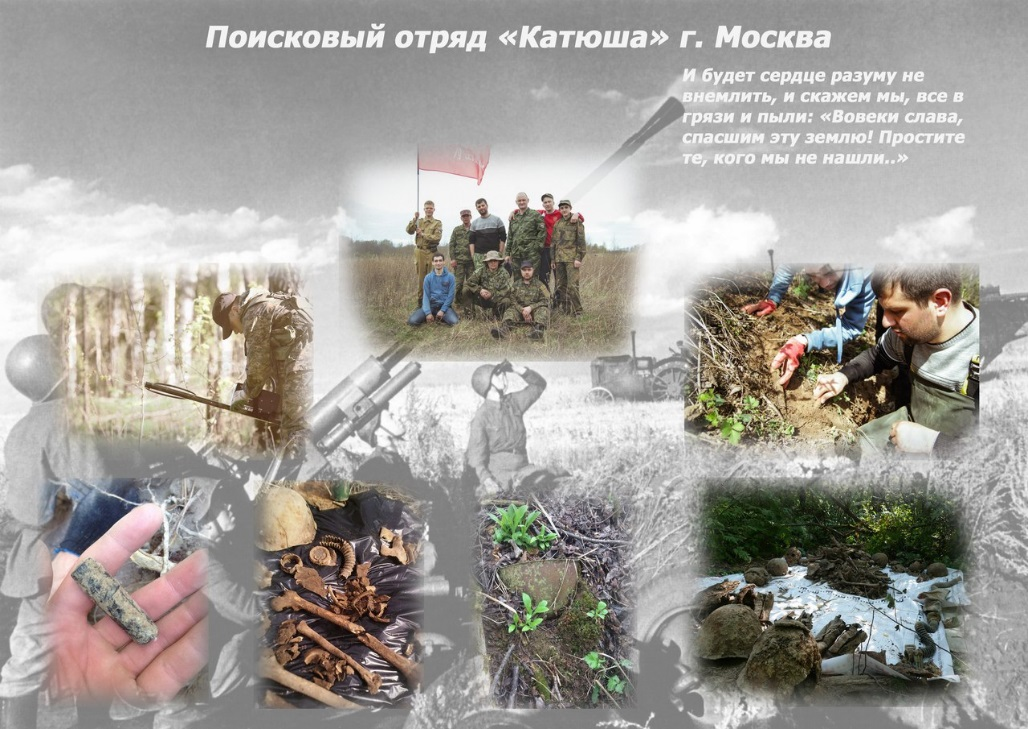 Поисковый отряд «Катюша» г. Москва
И будет сердце разуму не
внемлить, и скажем мы, все в
грязи и пыли: «Вовеки слава,
спасшим эту землю! Простите
те, кого мы не нашли..»